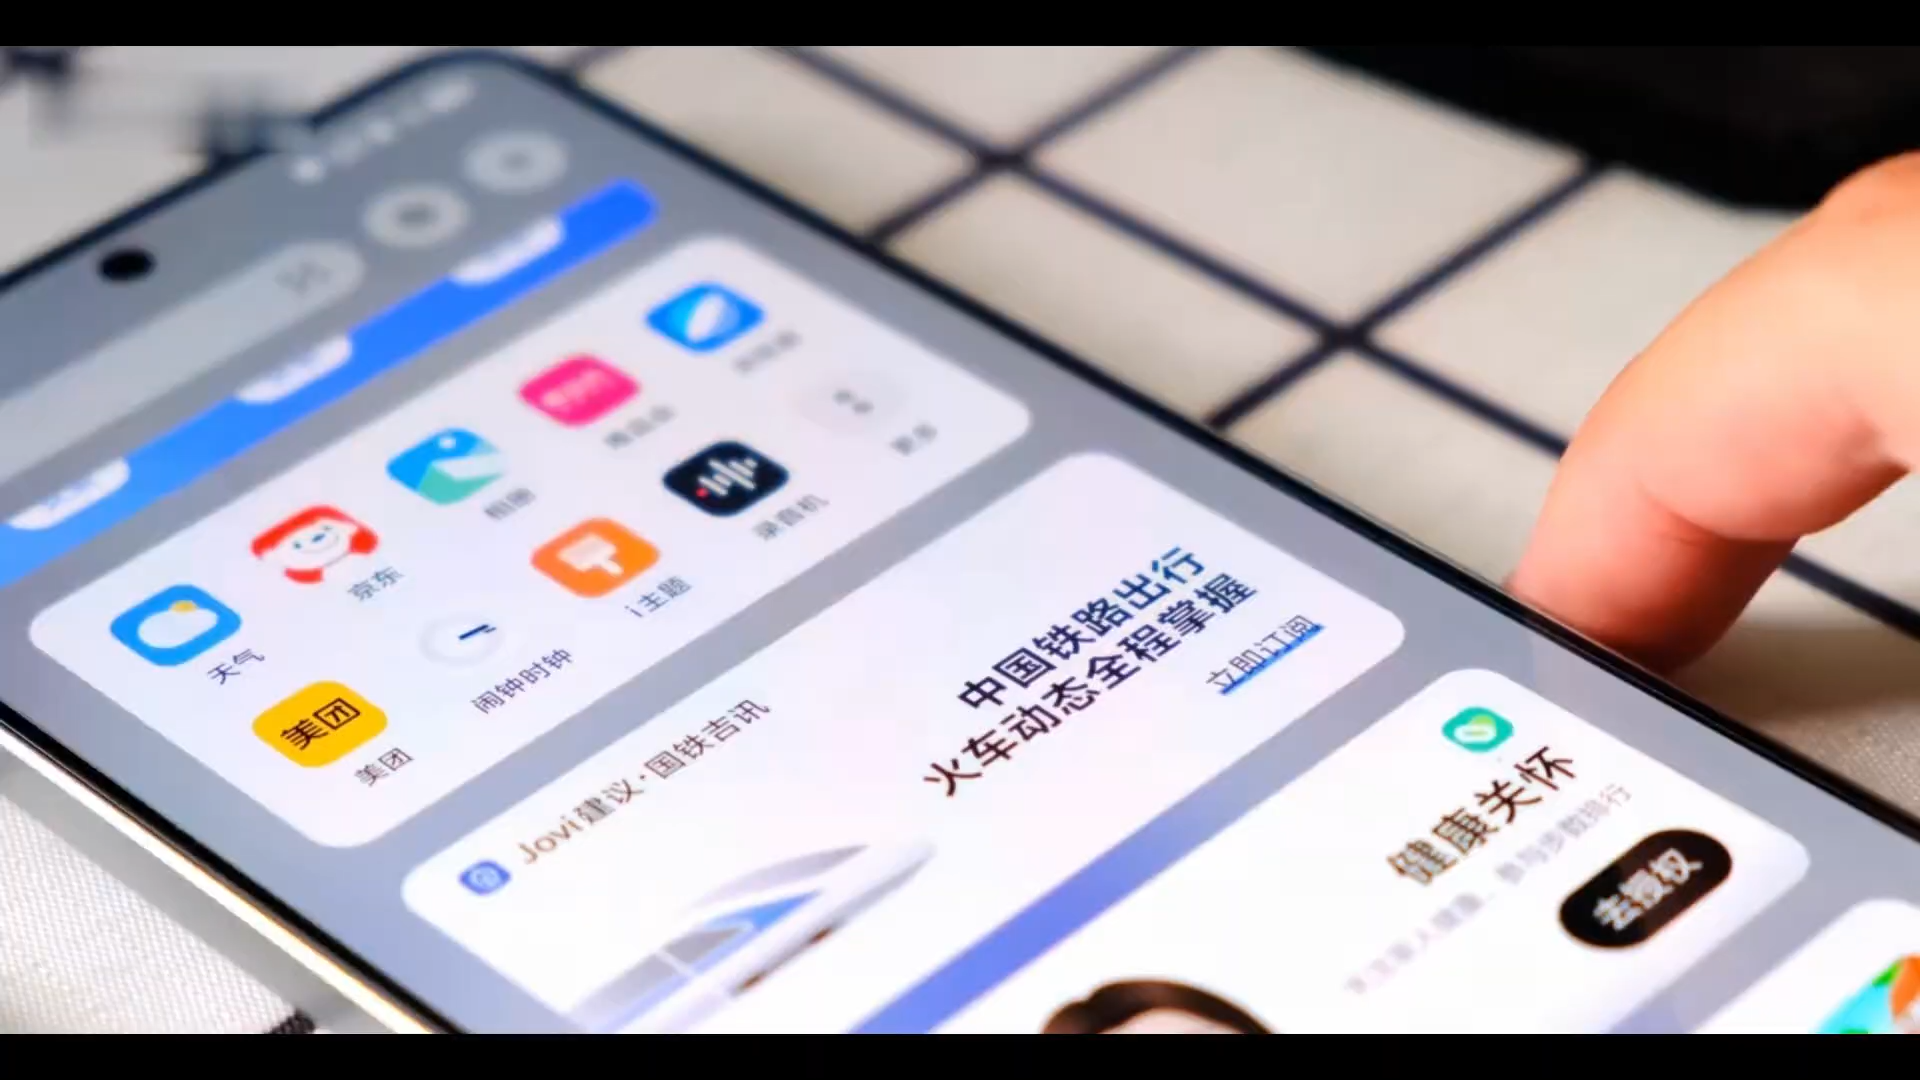 天气
京东
相册
美团
美团
闹钟时钟
i主题
录音机
更多
Jovi建议·国铁吉讯
中国铁路出行
火车动态全程掌握
立即订阅
健康关怀
去授权